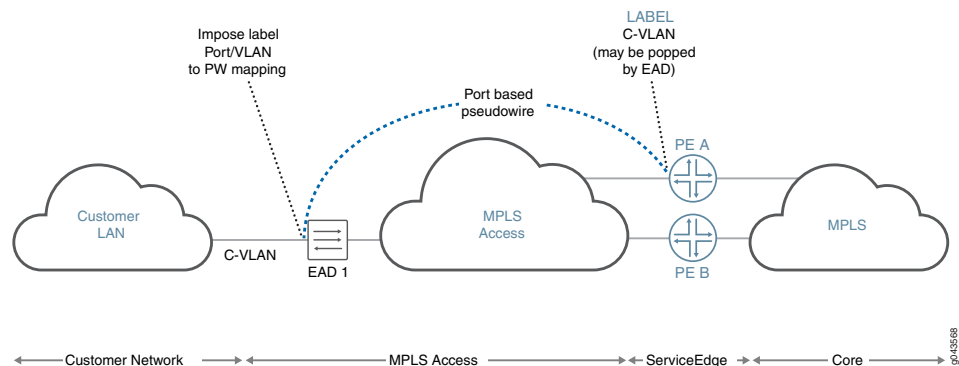 LABEL
C-VLAN
(may be popped
by EAD)
Impose label
Port/VLAN
to PW mapping
Port based
pseudowire
PE A
Customer
LAN
MPLS
Access
MPLS
C-VLAN
EAD 1
PE B
Customer Network
MPLS Access
ServiceEdge
Core
g043568